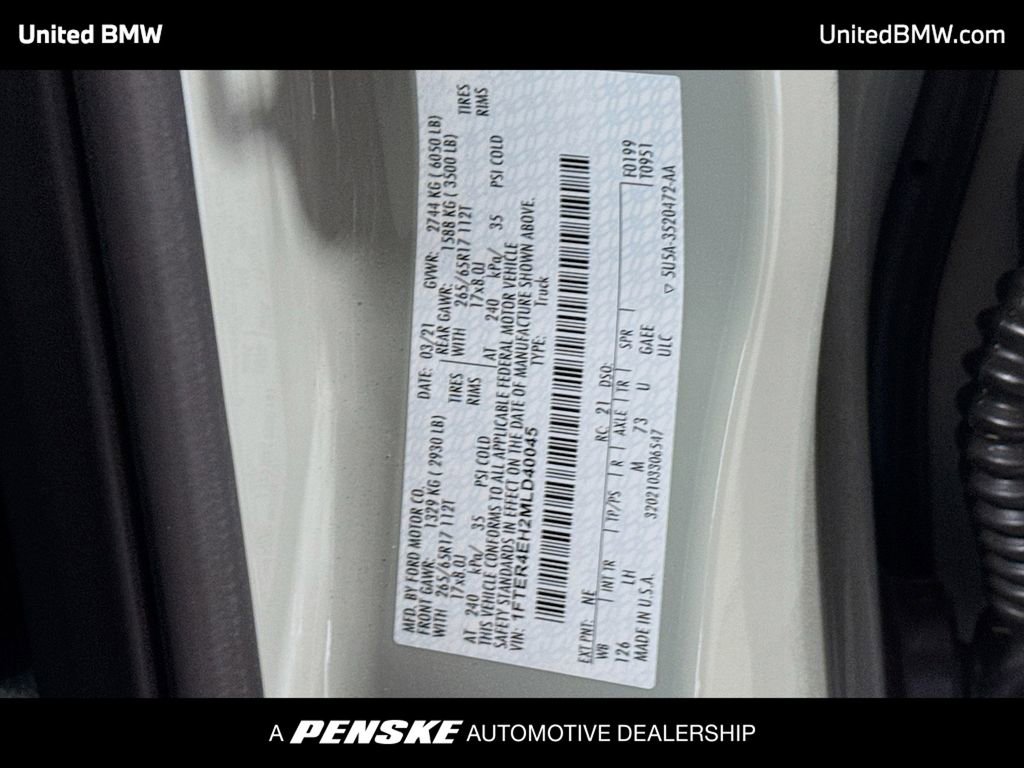 United BMW
UnitedBMW.com
MFD. BY FORD MOTOR CO.
DATE: 03/21
GVWR: 2744 KG ( 6050 LB)
FRONT GAWR: 1329 KG ( 2930 LB)
REAR GAWR: 1588 KG ( 3500 LB)
WITH 265/65R17 112T TIRES
WITH 265/65R17 112T TIRES
17x8.0J RIMS
17x8.0J RIMS
AT 240 kPa/ 35 PSI COLD
AT 240 kPa/ 35 PSI COLD
THIS VEHICLE CONFORMS TO ALL APPLICABLE FEDERAL MOTOR VEHICLE
SAFETY STANDARDS IN EFFECT ON THE DATE OF MANUFACTURE SHOWN ABOVE.
VIN: 1FTER4EH2MLD40045
TYPE: Truck
EXT PNT: NE RC: 21 DSO: F0199
WB INT TR TP/PS R AXLE TR SPR T0951
126 LH M 73 U GAEE
MADE IN U.S.A. 3202103306547 ULC
▽ 5U5A-3520472-AA
A PENSKE AUTOMOTIVE DEALERSHIP